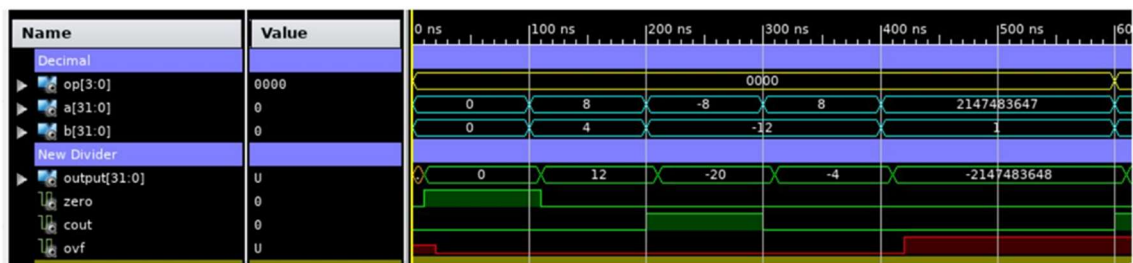 Name Value 0 ns 100 ns 200 ns 300 ns 400 ns 500 ns 60
Decimal
op[3:0] 0000 0000
a[31:0] 0 0 8 -8 8 2147483647
b[31:0] 0 0 4 -12 1
New Divider
output[31:0] U 0 12 -20 -4 -2147483648
zero 0
cout 0
ovf U